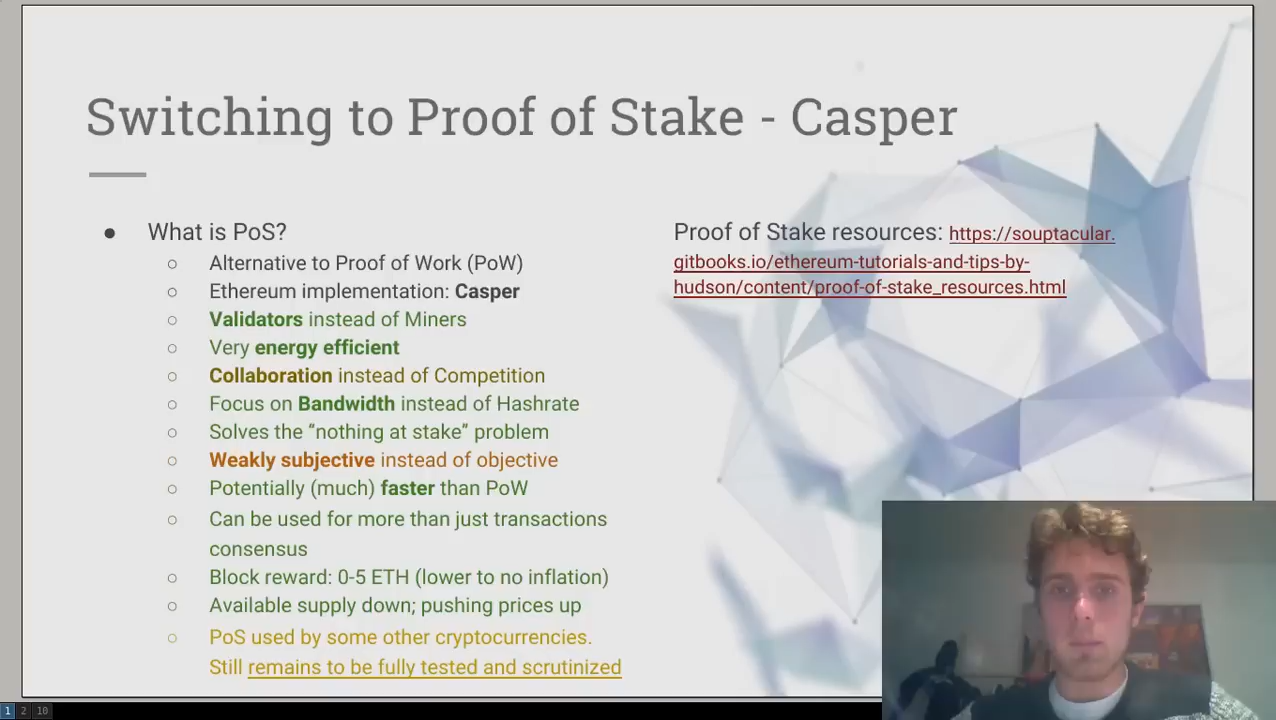 Switching to Proof of Stake - Casper
● What is PoS?
○ Alternative to Proof of Work (PoW)
○ Ethereum implementation: Casper
○ Validators instead of Miners
○ Very energy efficient
○ Collaboration instead of Competition
○ Focus on Bandwidth instead of Hashrate
○ Solves the “nothing at stake” problem
○ Weakly subjective instead of objective
○ Potentially (much) faster than PoW
○ Can be used for more than just transactions
consensus
○ Block reward: 0-5 ETH (lower to no inflation)
○ Available supply down; pushing prices up
○ PoS used by some other cryptocurrencies.
Still remains to be fully tested and scrutinized
Proof of Stake resources: https://souptacular.
gitbooks.io/ethereum-tutorials-and-tips-by-
hudson/content/proof-of-stake_resources.html
1 2 10